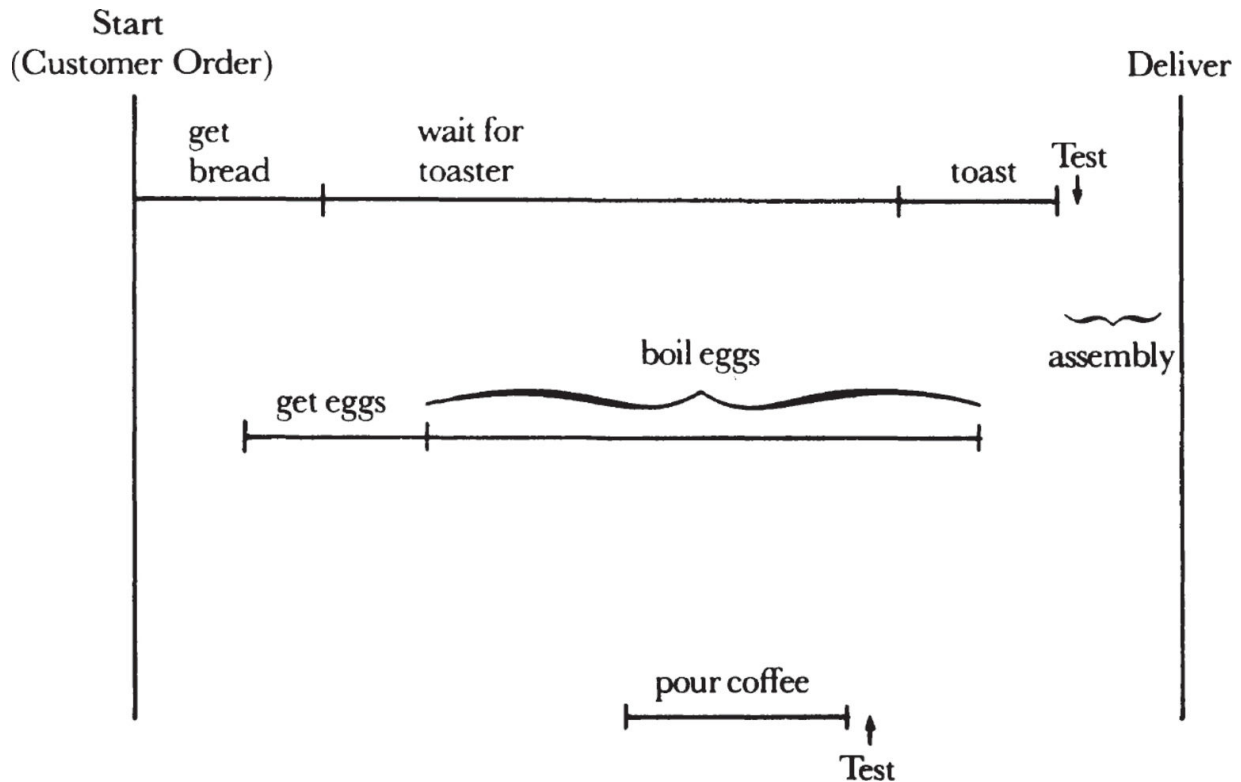 Start
(Customer Order)
Deliver
get
bread
wait for
toaster
toast
Test
assembly
boil eggs
get eggs
pour coffee
Test